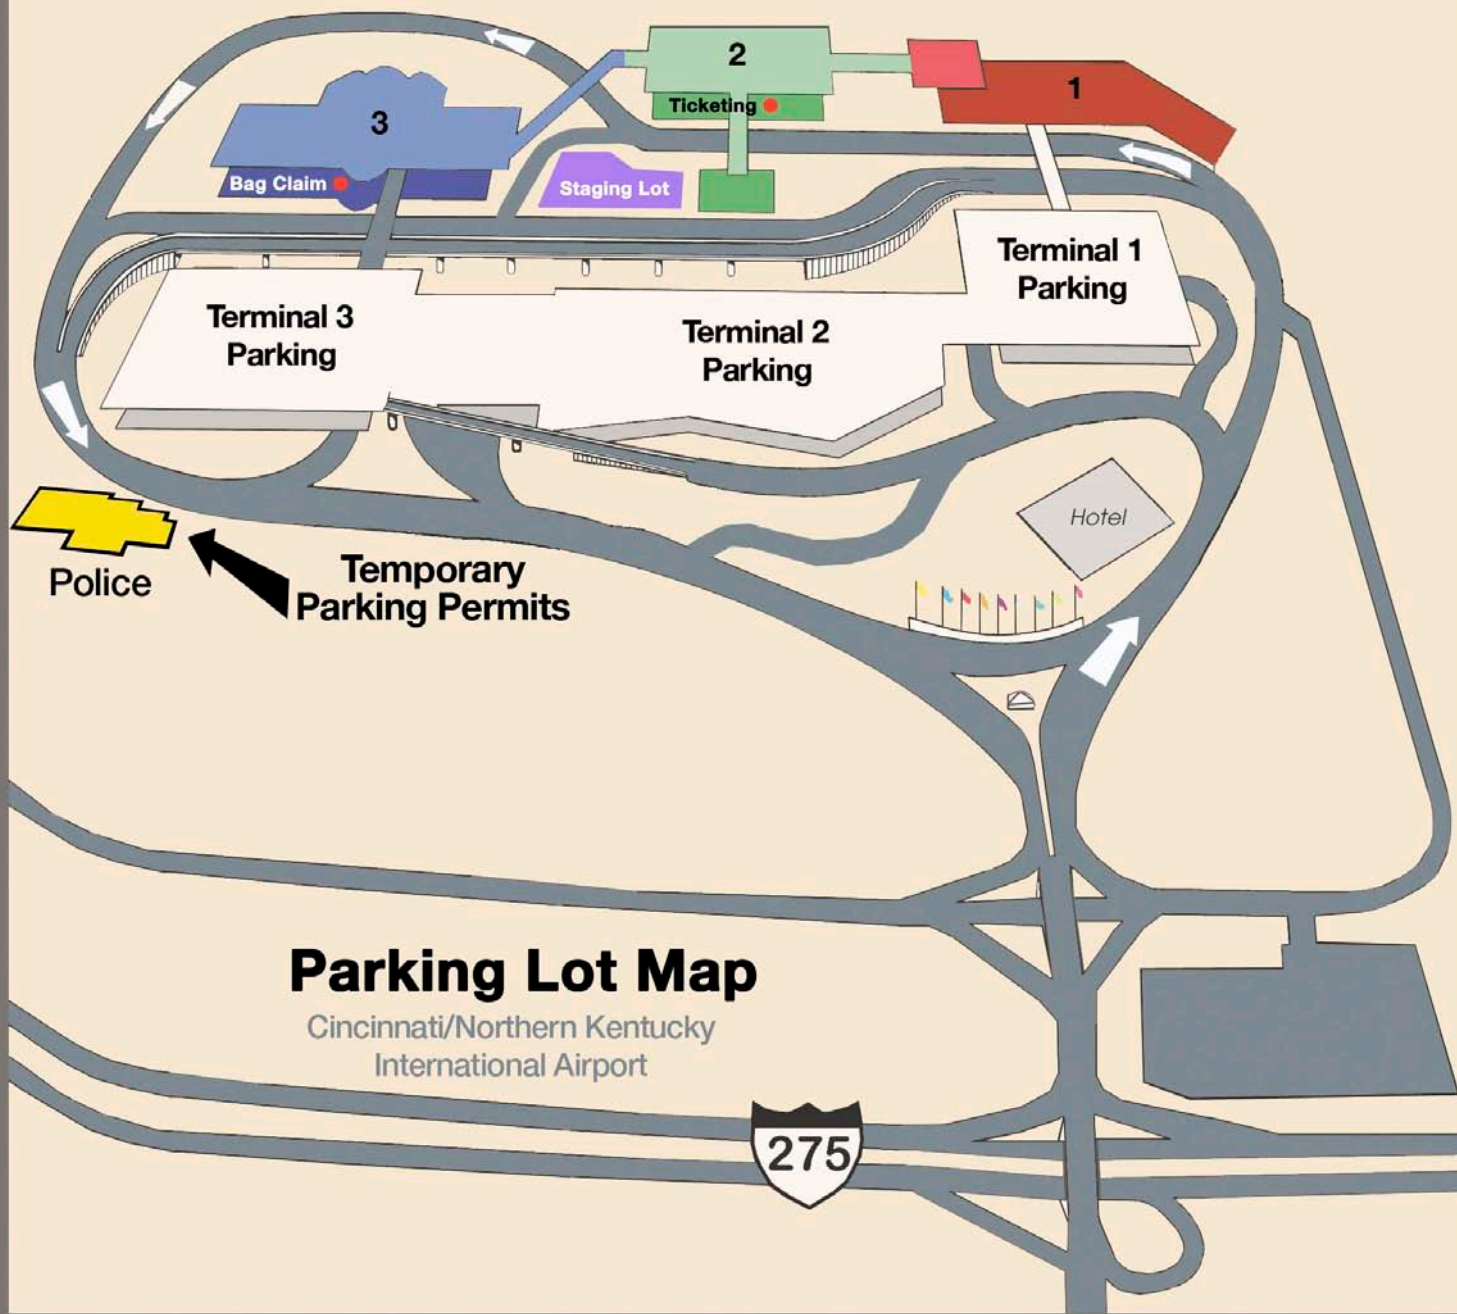 2
1
Ticketing
3
Bag Claim
Staging Lot
Terminal 1
Parking
Terminal 3
Parking
Terminal 2
Parking
Hotel
Police
Temporary
Parking Permits
Parking Lot Map
Cincinnati/Northern Kentucky
International Airport
275